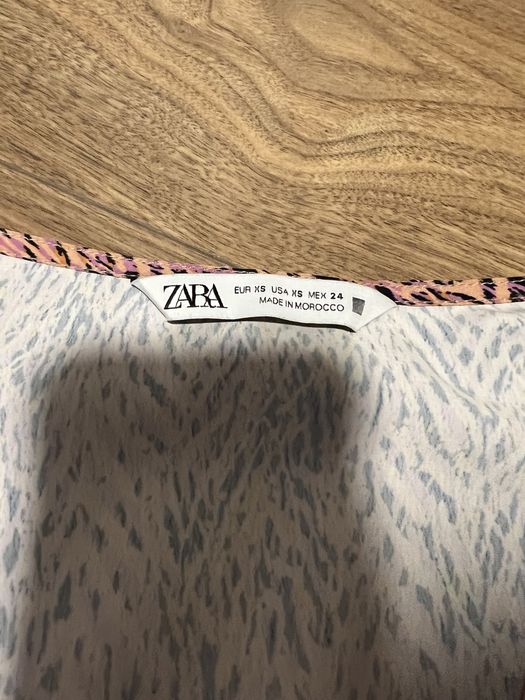 ZARA
EUR XS USA XS MEX 24
MADE IN MOROCCO